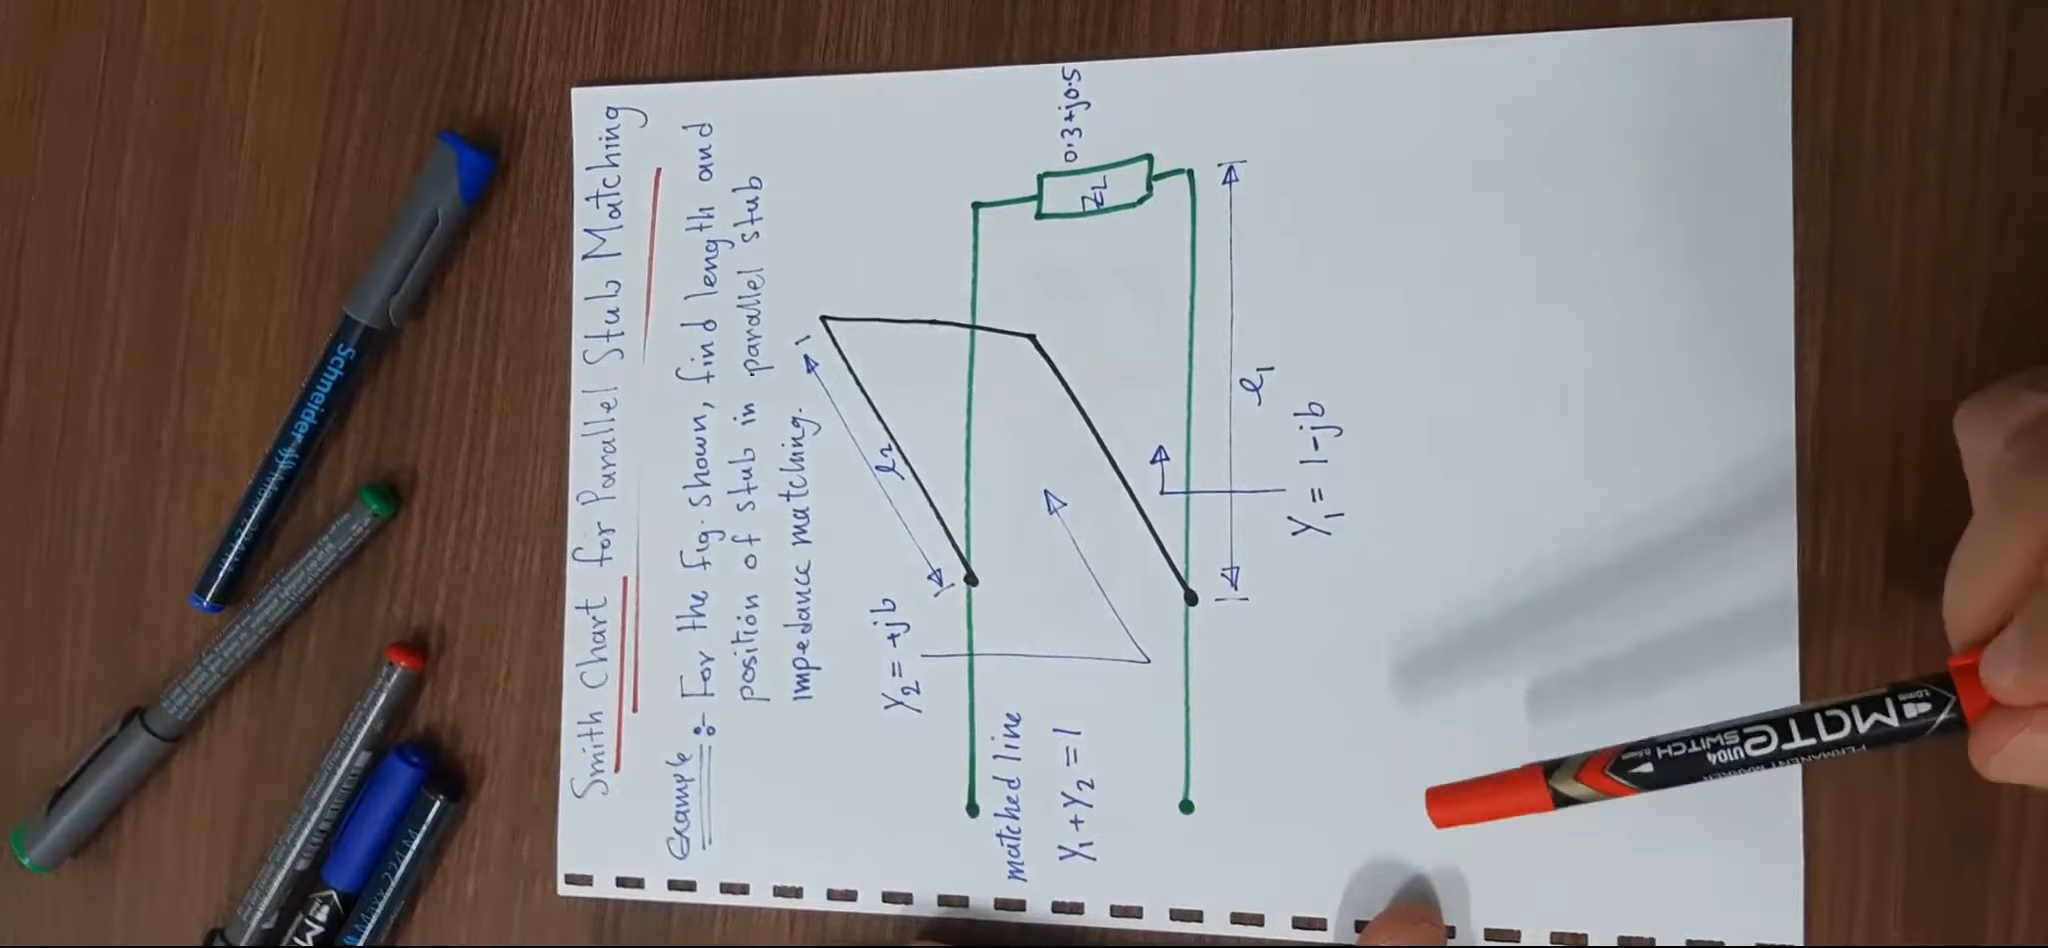 Smith Chart for Parallel Stub Matching
Example :- For the fig. shown, find length and
position of stub in parallel stub
impedance matching.
Y2 = +jb
l2
ZL
0.3+j0.5
l1
Y1 = 1-jb
matched line
Y1 + Y2 = 1
Schneider
PERMANENT MARKER
MATE
SWITCH
U104
1.0mm